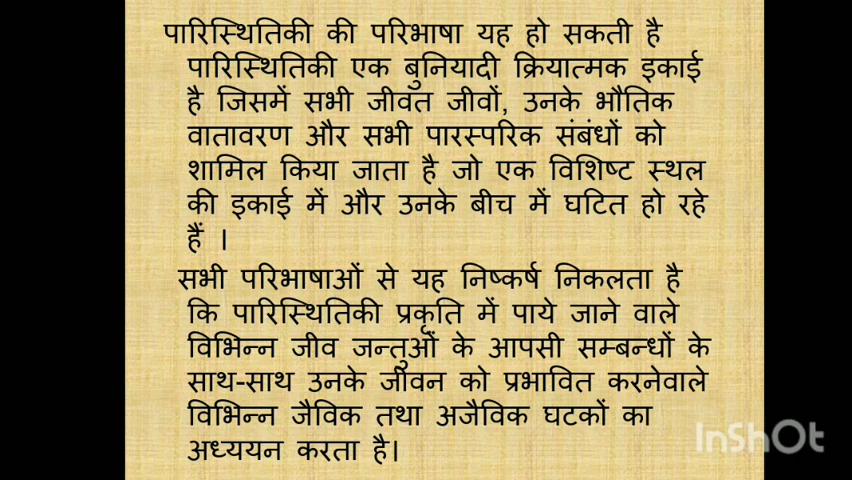 पारिस्थितिकी की परिभाषा यह हो सकती है
पारिस्थितिकी एक बुनियादी क्रियात्मक इकाई
है जिसमें सभी जीवंत जीवों, उनके भौतिक
वातावरण और सभी पारस्परिक संबंधों को
शामिल किया जाता है जो एक विशिष्ट स्थल
की इकाई में और उनके बीच में घटित हो रहे
हैं ।
सभी परिभाषाओं से यह निष्कर्ष निकलता है
कि पारिस्थितिकी प्रकृति में पाये जाने वाले
विभिन्न जीव जन्तुओं के आपसी सम्बन्धों के
साथ-साथ उनके जीवन को प्रभावित करनेवाले
विभिन्न जैविक तथा अजैविक घटकों का
अध्ययन करता है।
InShOt